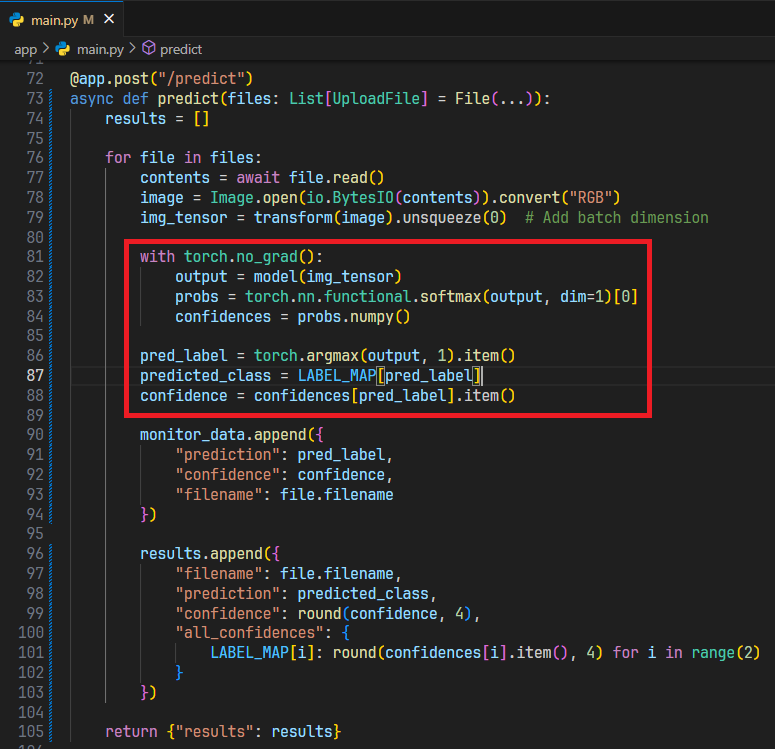 main.py M ×
app > main.py > predict
71
72 @app.post("/predict")
73 async def predict(files: List[UploadFile] = File(...)):
74     results = []
75
76     for file in files:
77         contents = await file.read()
78         image = Image.open(io.BytesIO(contents)).convert("RGB")
79         img_tensor = transform(image).unsqueeze(0)  # Add batch dimension
80
81         with torch.no_grad():
82             output = model(img_tensor)
83             probs = torch.nn.functional.softmax(output, dim=1)[0]
84             confidences = probs.numpy()
85
86         pred_label = torch.argmax(output, 1).item()
87         predicted_class = LABEL_MAP[pred_label]
88         confidence = confidences[pred_label].item()
89
90         monitor_data.append({
91             "prediction": pred_label,
92             "confidence": confidence,
93             "filename": file.filename
94         })
95
96         results.append({
97             "filename": file.filename,
98             "prediction": predicted_class,
99             "confidence": round(confidence, 4),
100             "all_confidences": {
101                 LABEL_MAP[i]: round(confidences[i].item(), 4) for i in range(2)
102             }
103         })
104
105     return {"results": results}
106